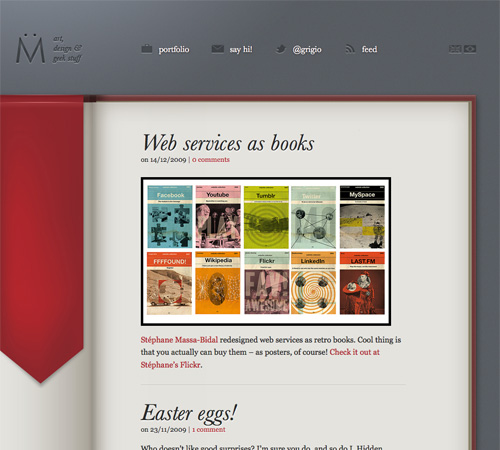 art,
design &
geek stuff
portfolio
say hi!
@grigio
feed
Web services as books
on 14/12/2009 | 0 comments
Facebook
Youtube
Tumblr
Twitter
MySpace
FFFFOUND!
Wikipedia
Flickr
LinkedIn
LAST.FM
FAIL
AWESOME
Stéphane Massa-Bidal redesigned web services as retro books. Cool thing is
that you actually can buy them – as posters, of course! Check it out at
Stéphane's Flickr.
Easter eggs!
on 23/11/2009 | 1 comment
Who doesn't like good surprises? I'm sure you do, and so do I. Hidden